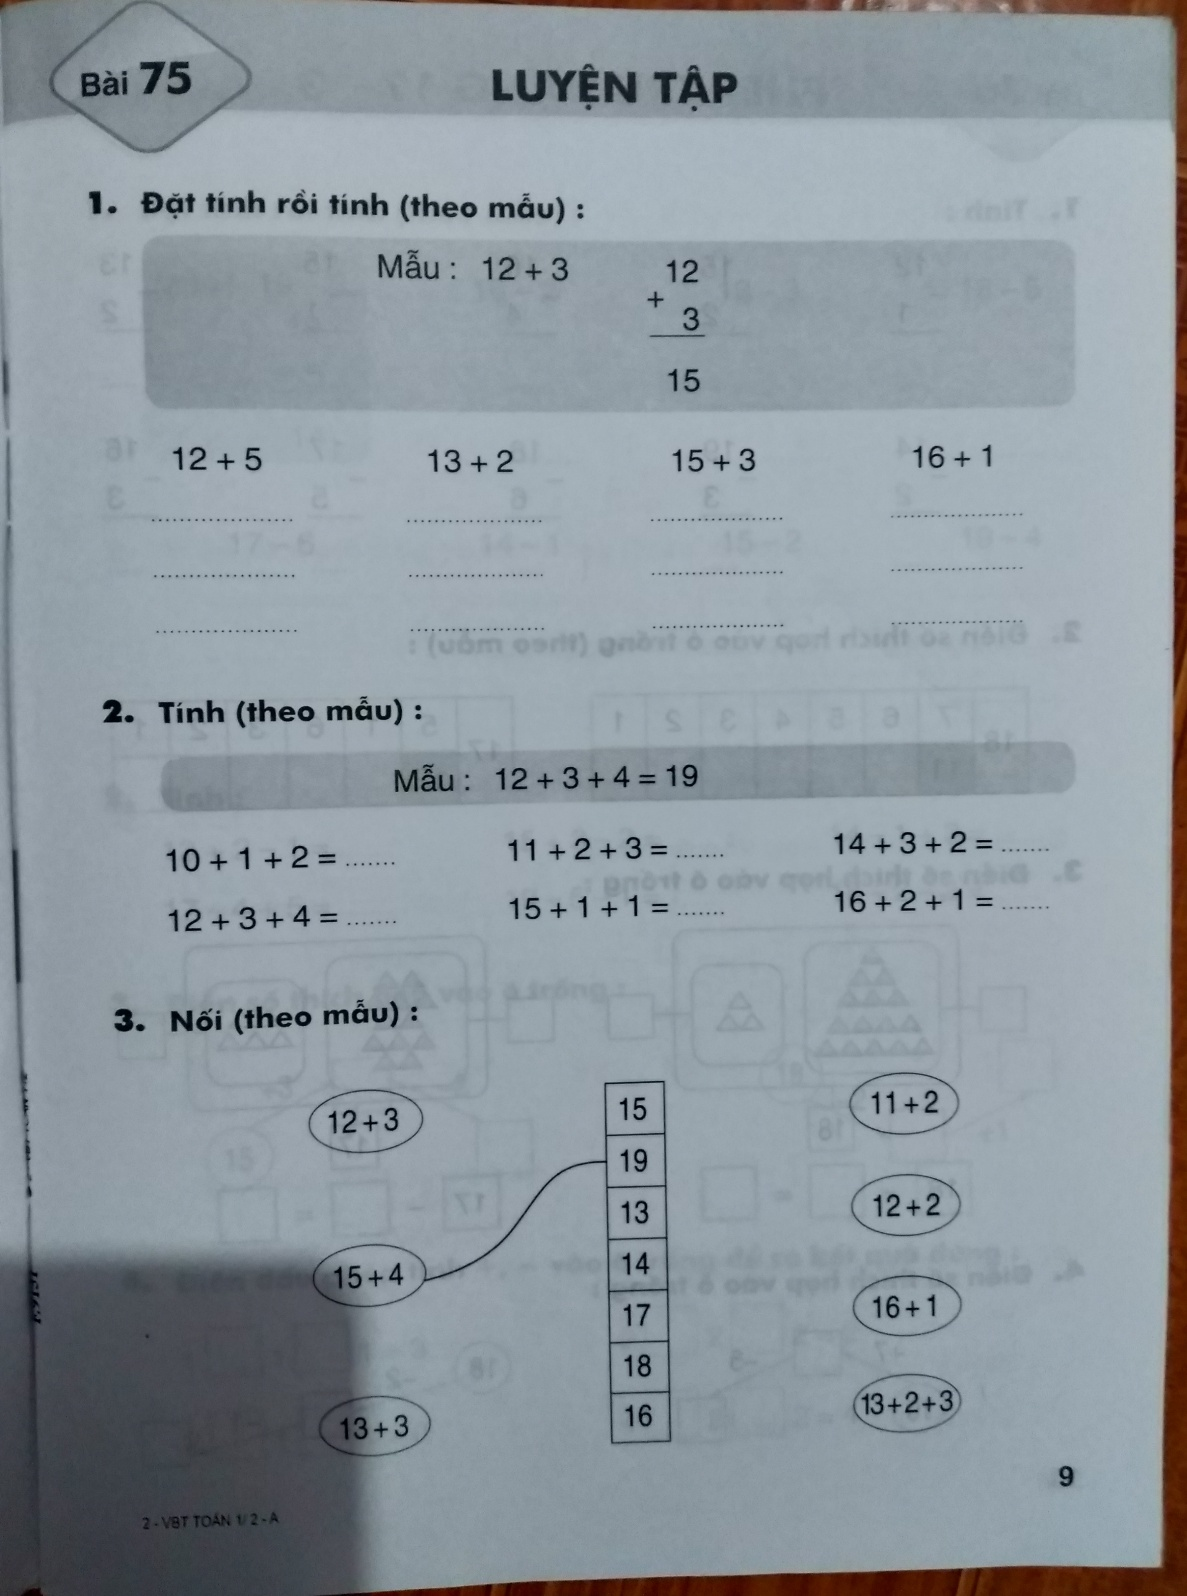 Bài 75
LUYỆN TẬP
1. Đặt tính rồi tính (theo mẫu) :
Mẫu : 12 + 3
12
+
3
15
12 + 5 13 + 2 15 + 3 16 + 1
2. Tính (theo mẫu) :
Mẫu : 12 + 3 + 4 = 19
10 + 1 + 2 = ....... 11 + 2 + 3 = ....... 14 + 3 + 2 = .......
12 + 3 + 4 = ....... 15 + 1 + 1 = ....... 16 + 2 + 1 = .......
3. Nối (theo mẫu) :
12 + 3
15 + 4
13 + 3
15
19
13
14
17
18
16
11 + 2
12 + 2
16 + 1
13 + 2 + 3
9
2 - VBT TOÁN 1/ 2 - A